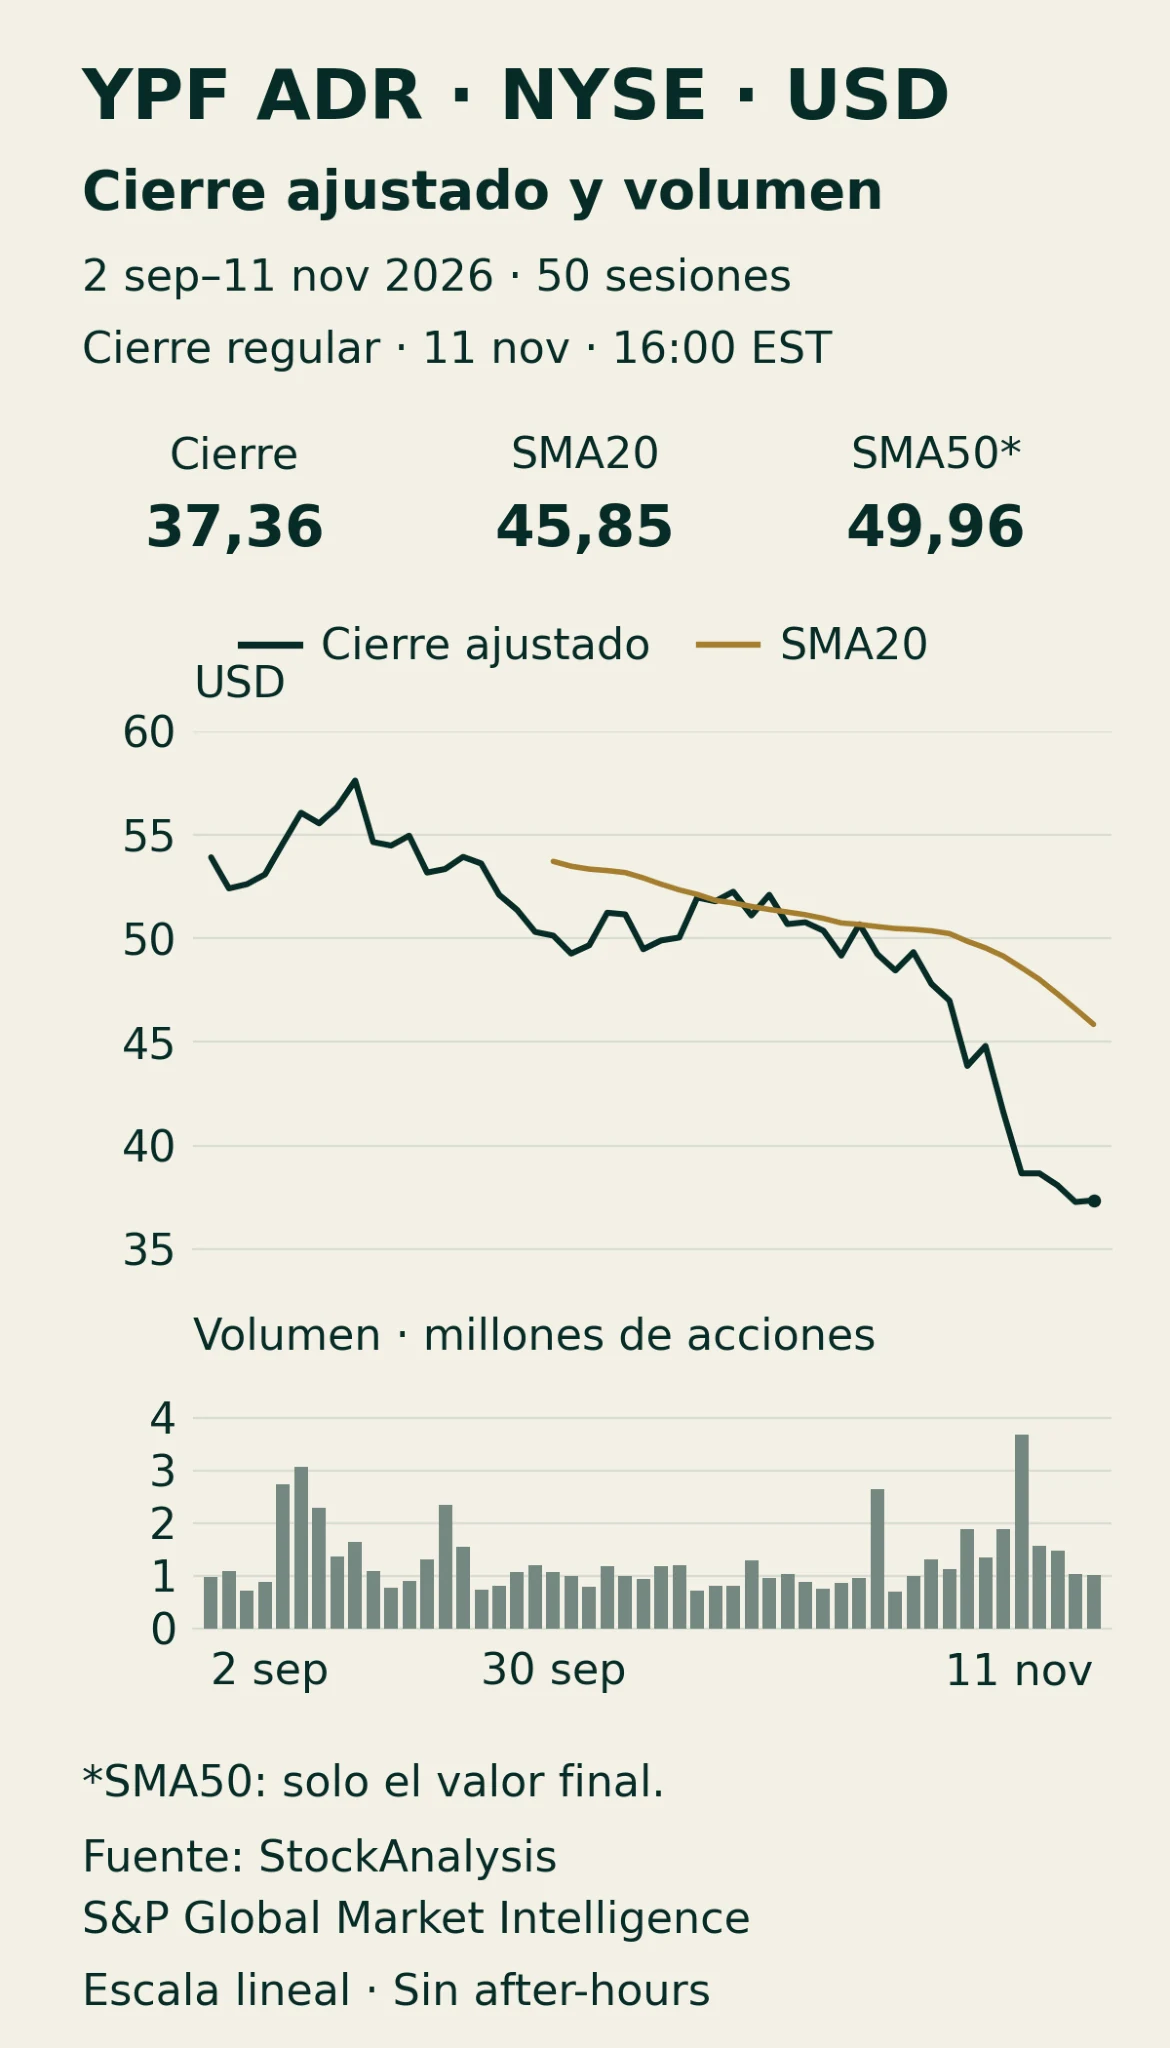 YPF ADR · NYSE · USD
Cierre ajustado y volumen
2 sep–11 nov 2026 · 50 sesiones
Cierre regular · 11 nov · 16:00 EST
Cierre SMA20 SMA50*
37,36 45,85 49,96
Cierre ajustado SMA20
USD
60
55
50
45
40
35
Volumen · millones de acciones
4
3
2
1
0
2 sep 30 sep 11 nov
*SMA50: solo el valor final.
Fuente: StockAnalysis
S&P Global Market Intelligence
Escala lineal · Sin after-hours